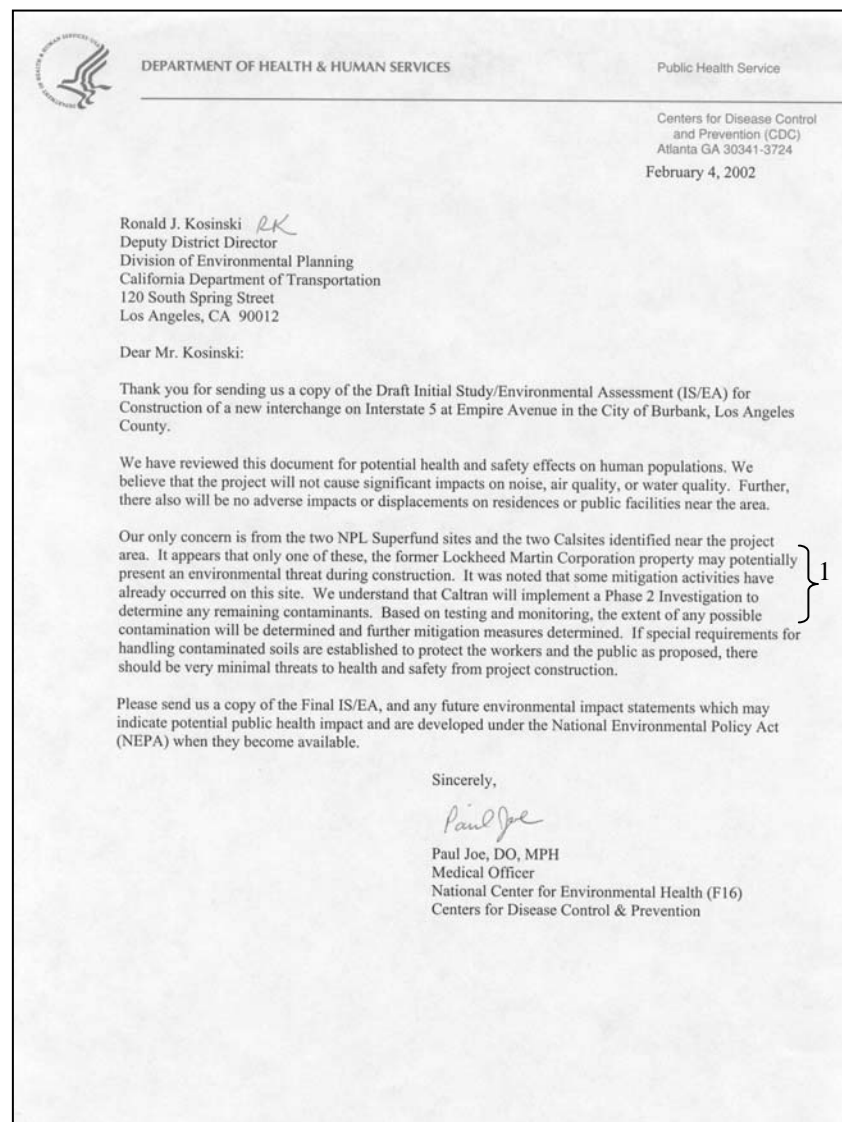 DEPARTMENT OF HEALTH & HUMAN SERVICES
Public Health Service
Centers for Disease Control
and Prevention (CDC)
Atlanta GA 30341-3724
February 4, 2002
Ronald J. Kosinski RK
Deputy District Director
Division of Environmental Planning
California Department of Transportation
120 South Spring Street
Los Angeles, CA 90012
Dear Mr. Kosinski:
Thank you for sending us a copy of the Draft Initial Study/Environmental Assessment (IS/EA) for
Construction of a new interchange on Interstate 5 at Empire Avenue in the City of Burbank, Los Angeles
County.
We have reviewed this document for potential health and safety effects on human populations. We
believe that the project will not cause significant impacts on noise, air quality, or water quality. Further,
there also will be no adverse impacts or displacements on residences or public facilities near the area.
Our only concern is from the two NPL Superfund sites and the two Calsites identified near the project
area. It appears that only one of these, the former Lockheed Martin Corporation property may potentially
present an environmental threat during construction. It was noted that some mitigation activities have
already occurred on this site. We understand that Caltran will implement a Phase 2 Investigation to
determine any remaining contaminants. Based on testing and monitoring, the extent of any possible
contamination will be determined and further mitigation measures determined. If special requirements for
handling contaminated soils are established to protect the workers and the public as proposed, there
should be very minimal threats to health and safety from project construction.
1
Please send us a copy of the Final IS/EA, and any future environmental impact statements which may
indicate potential public health impact and are developed under the National Environmental Policy Act
(NEPA) when they become available.
Sincerely,
Paul Joe
Paul Joe, DO, MPH
Medical Officer
National Center for Environmental Health (F16)
Centers for Disease Control & Prevention